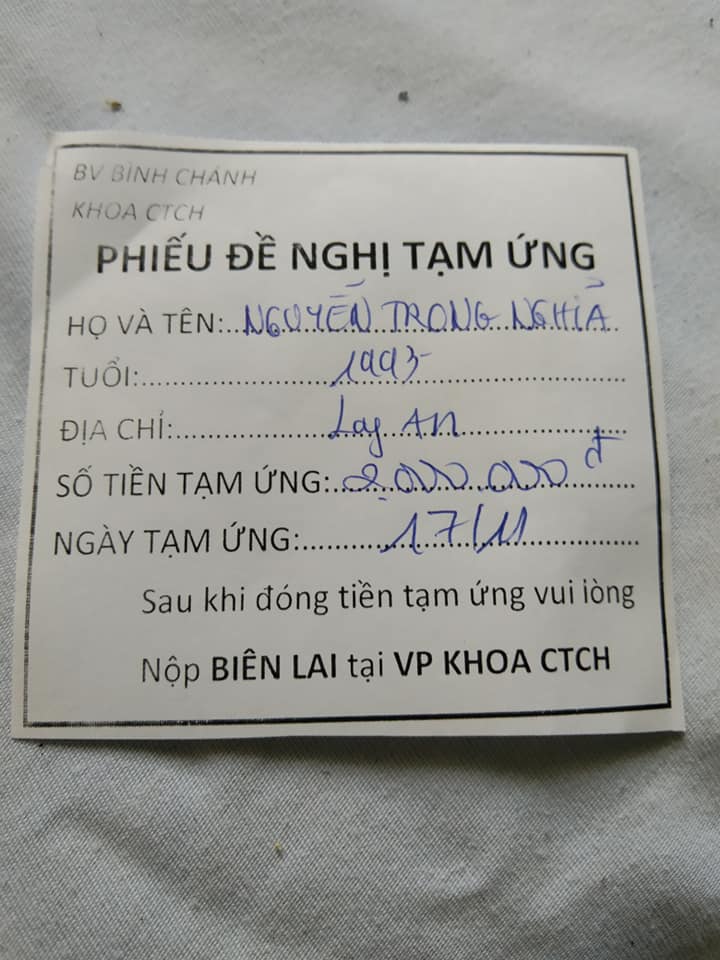 BV BÌNH CHÁNH
KHOA CTCH
PHIẾU ĐỀ NGHỊ TẠM ỨNG
HỌ VÀ TÊN: NGUYỄN TRỌNG NGHĨA
TUỔI: 1993
ĐỊA CHỈ: Log AN
SỐ TIỀN TẠM ỨNG: 2.000.000 đ
NGÀY TẠM ỨNG: 17/11
Sau khi đóng tiền tạm ứng vui lòng
Nộp BIÊN LAI tại VP KHOA CTCH